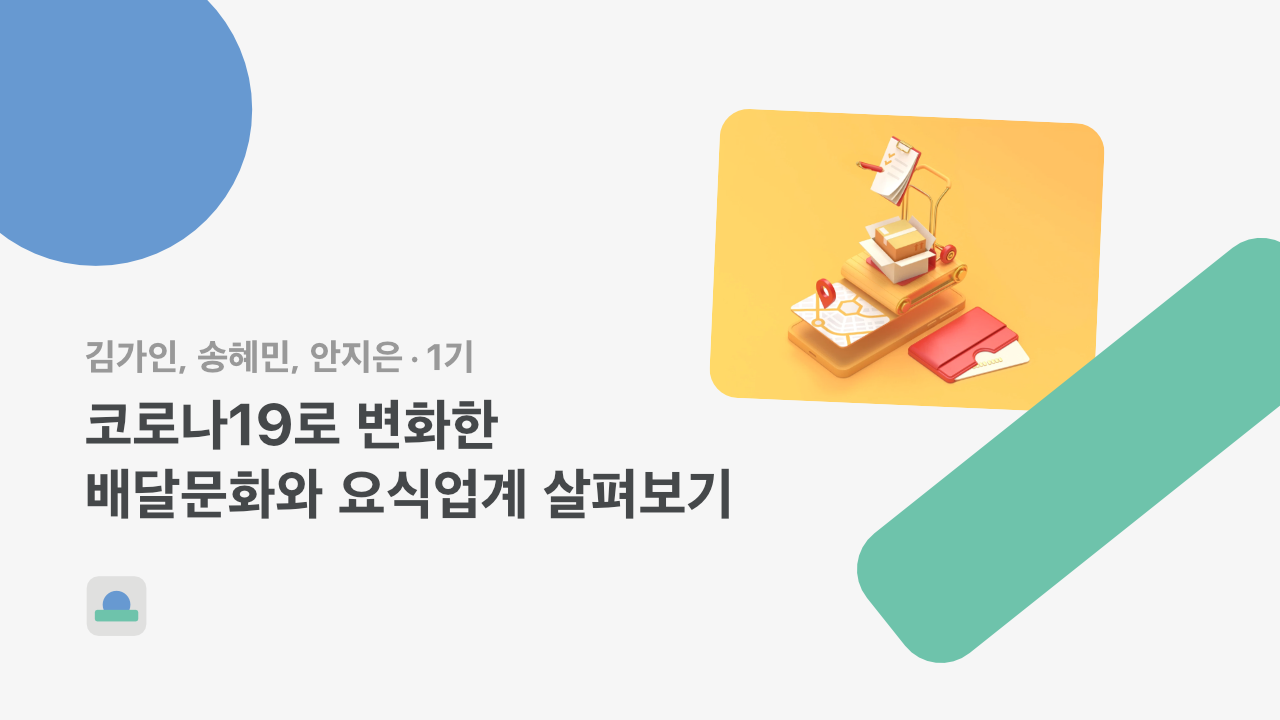 김가인, 송혜민, 안지은 · 1기
코로나19로 변화한
배달문화와 요식업계 살펴보기